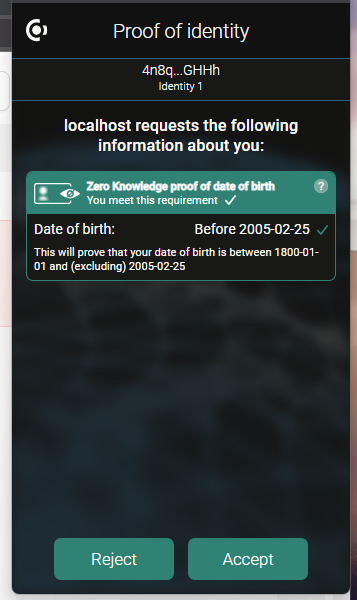 Proof of identity
4n8q...GHHh
Identity 1
localhost requests the following
information about you:
Zero Knowledge proof of date of birth
?
You meet this requirement
Date of birth:
Before 2005-02-25
This will prove that your date of birth is between 1800-01-
01 and (excluding) 2005-02-25
Reject
Accept